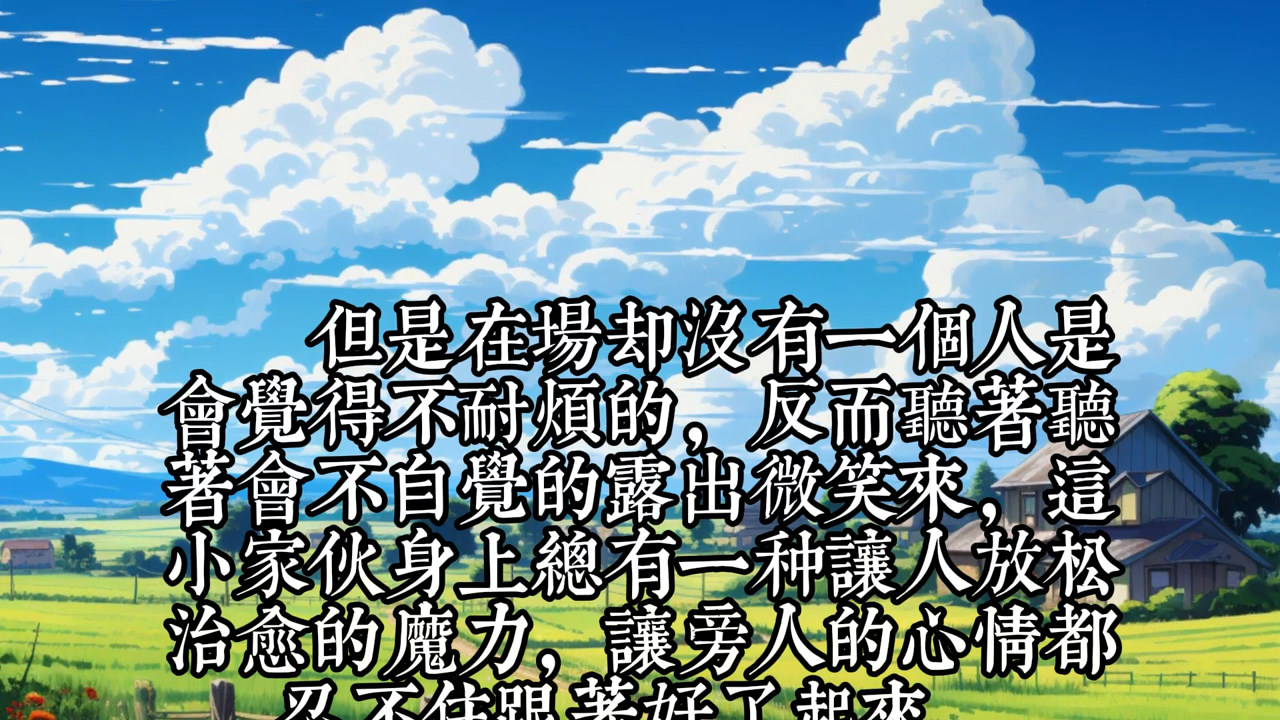 但是在場却沒有一個人是
會覺得不耐煩的，反而聽著聽
著會不自覺的露出微笑來，這
小家伙身上總有一种讓人放松
治愈的魔力，讓旁人的心情都
忍不住跟著好了起來